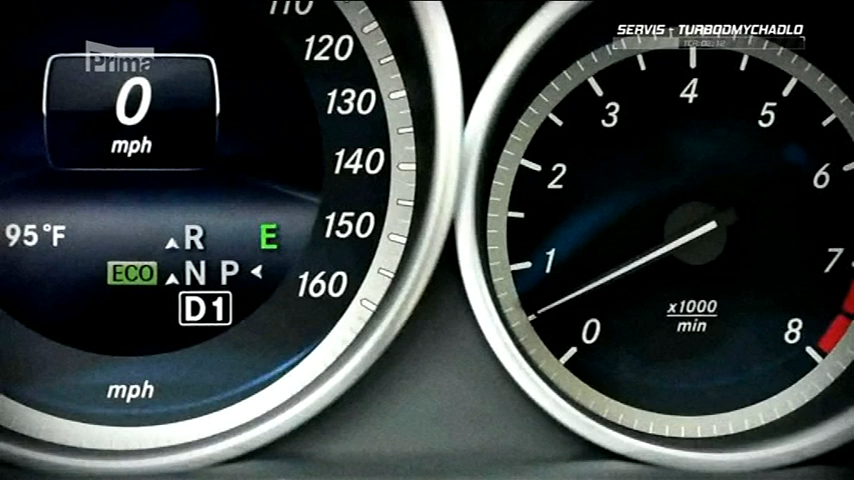 SERVIS - TURBODMYCHADLO
Prima
0
mph
110
120
130
140
150
160
95°F
R
E
ECO
N P
D1
mph
0
1
2
3
4
5
6
7
8
x1000
min